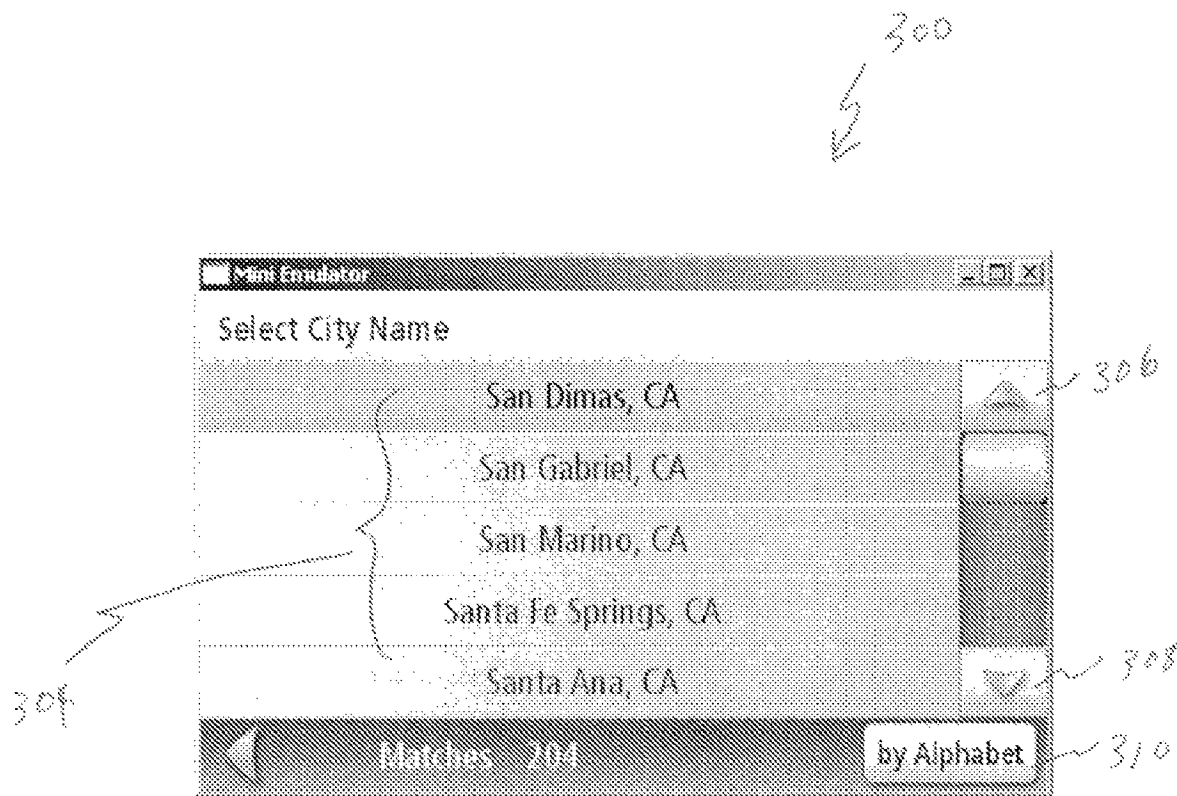 300
Mini Emulator
Select City Name
San Dimas, CA
306
San Gabriel, CA
San Marino, CA
Santa Fe Springs, CA
Santa Ana, CA
308
304
Matches 204
by Alphabet
310